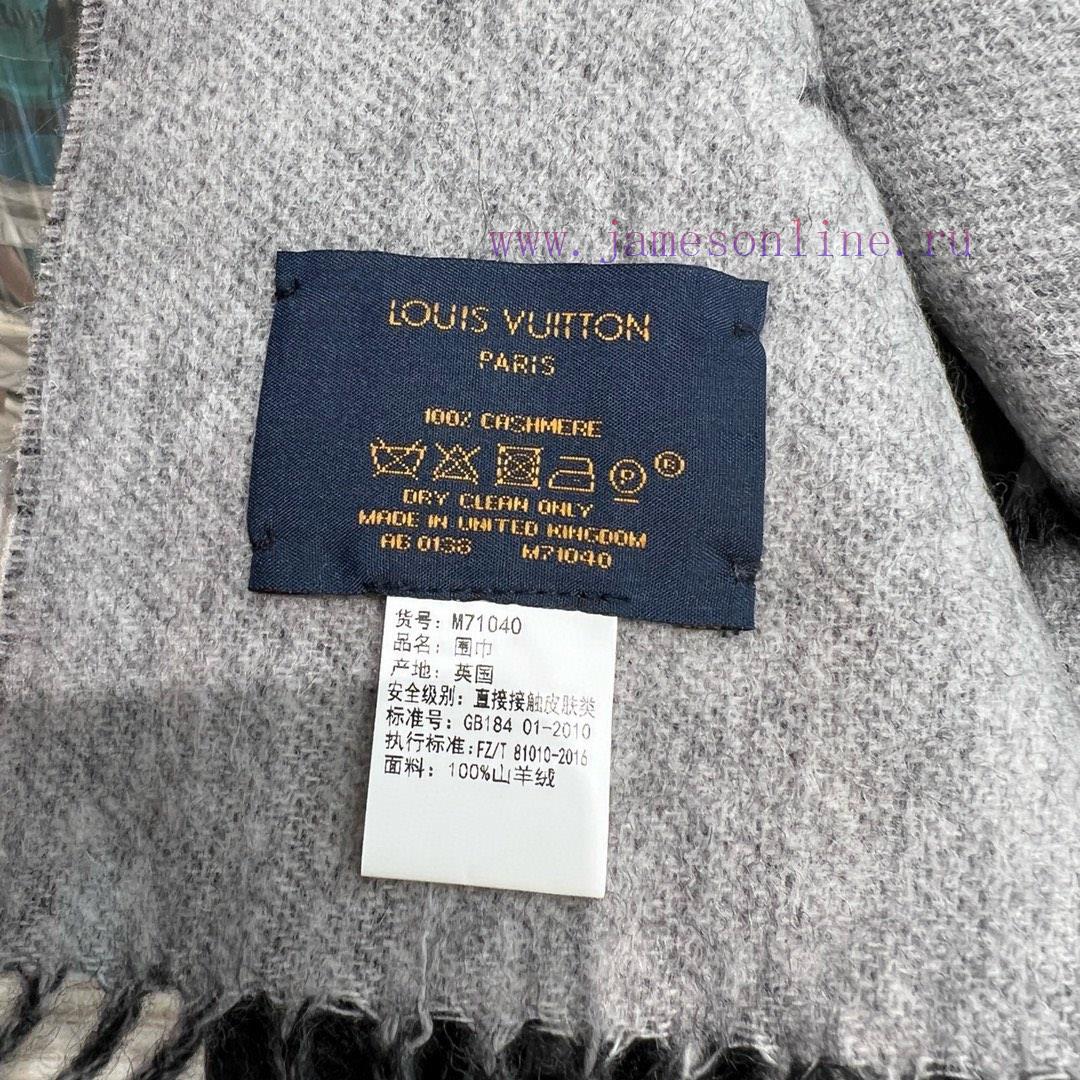 www.jamesonline.ru
LOUIS VUITTON
PARIS
100% CASHMERE
P R
DRY CLEAN ONLY
MADE IN UNITED KINGDOM
AB 0138 M71040
货号: M71040
品名: 围巾
产地: 英国
安全级别: 直接接触皮肤类
标准号: GB184 01-2010
执行标准: FZ/T 81010-2016
面料: 100%山羊绒